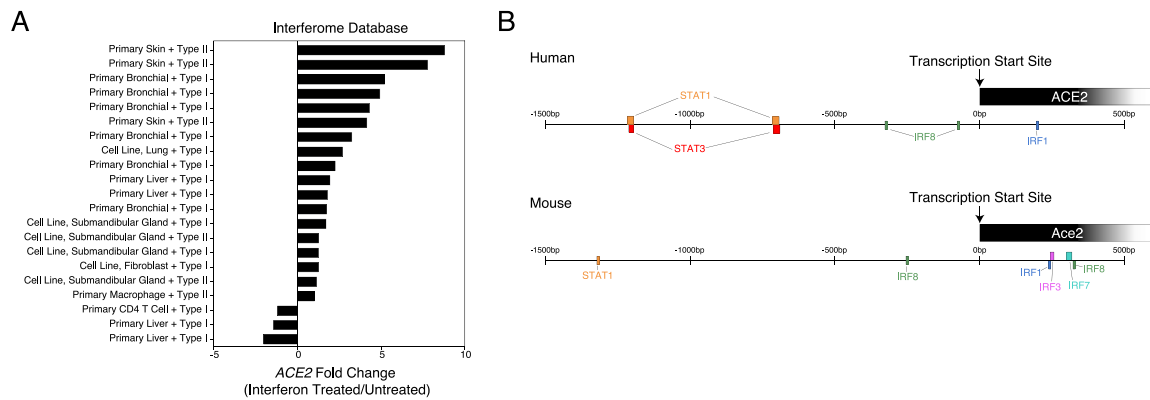 A
Interferome Database
Primary Skin + Type II
Primary Skin + Type II
Primary Bronchial + Type I
Primary Bronchial + Type I
Primary Bronchial + Type I
Primary Skin + Type II
Primary Bronchial + Type I
Cell Line, Lung + Type I
Primary Bronchial + Type I
Primary Liver + Type I
Primary Liver + Type I
Primary Bronchial + Type I
Cell Line, Submandibular Gland + Type I
Cell Line, Submandibular Gland + Type II
Cell Line, Submandibular Gland + Type I
Cell Line, Fibroblast + Type I
Cell Line, Submandibular Gland + Type II
Primary Macrophage + Type II
Primary CD4 T Cell + Type I
Primary Liver + Type I
Primary Liver + Type I
-5 0 5 10
ACE2 Fold Change
(Interferon Treated/Untreated)
B
Human
Transcription Start Site
ACE2
STAT1
-1500bp -1000bp -500bp 0bp 500bp
STAT3
IRF8
IRF1
Mouse
Transcription Start Site
Ace2
-1500bp -1000bp -500bp 0bp 500bp
STAT1
IRF8
IRF1
IRF8
IRF3
IRF7